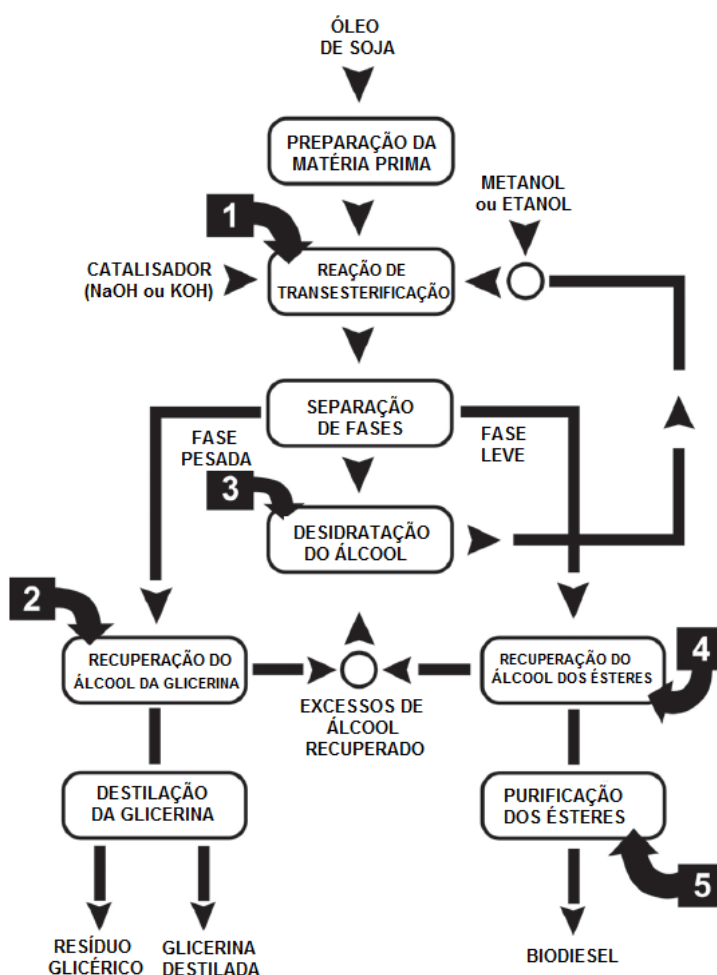 ÓLEO
DE SOJA
PREPARAÇÃO DA
MATÉRIA PRIMA
METANOL
ou ETANOL
1
CATALISADOR
(NaOH ou KOH)
REAÇÃO DE
TRANSESTERIFICAÇÃO
SEPARAÇÃO
DE FASES
FASE
PESADA
FASE
LEVE
3
DESIDRATAÇÃO
DO ÁLCOOL
2
RECUPERAÇÃO DO
ÁLCOOL DA GLICERINA
EXCESSOS DE
ÁLCOOL
RECUPERADO
4
RECUPERAÇÃO DO
ÁLCOOL DOS ÉSTERES
DESTILAÇÃO
DA GLICERINA
PURIFICAÇÃO
DOS ÉSTERES
5
RESÍDUO
GLICÉRICO
GLICERINA
DESTILADA
BIODIESEL